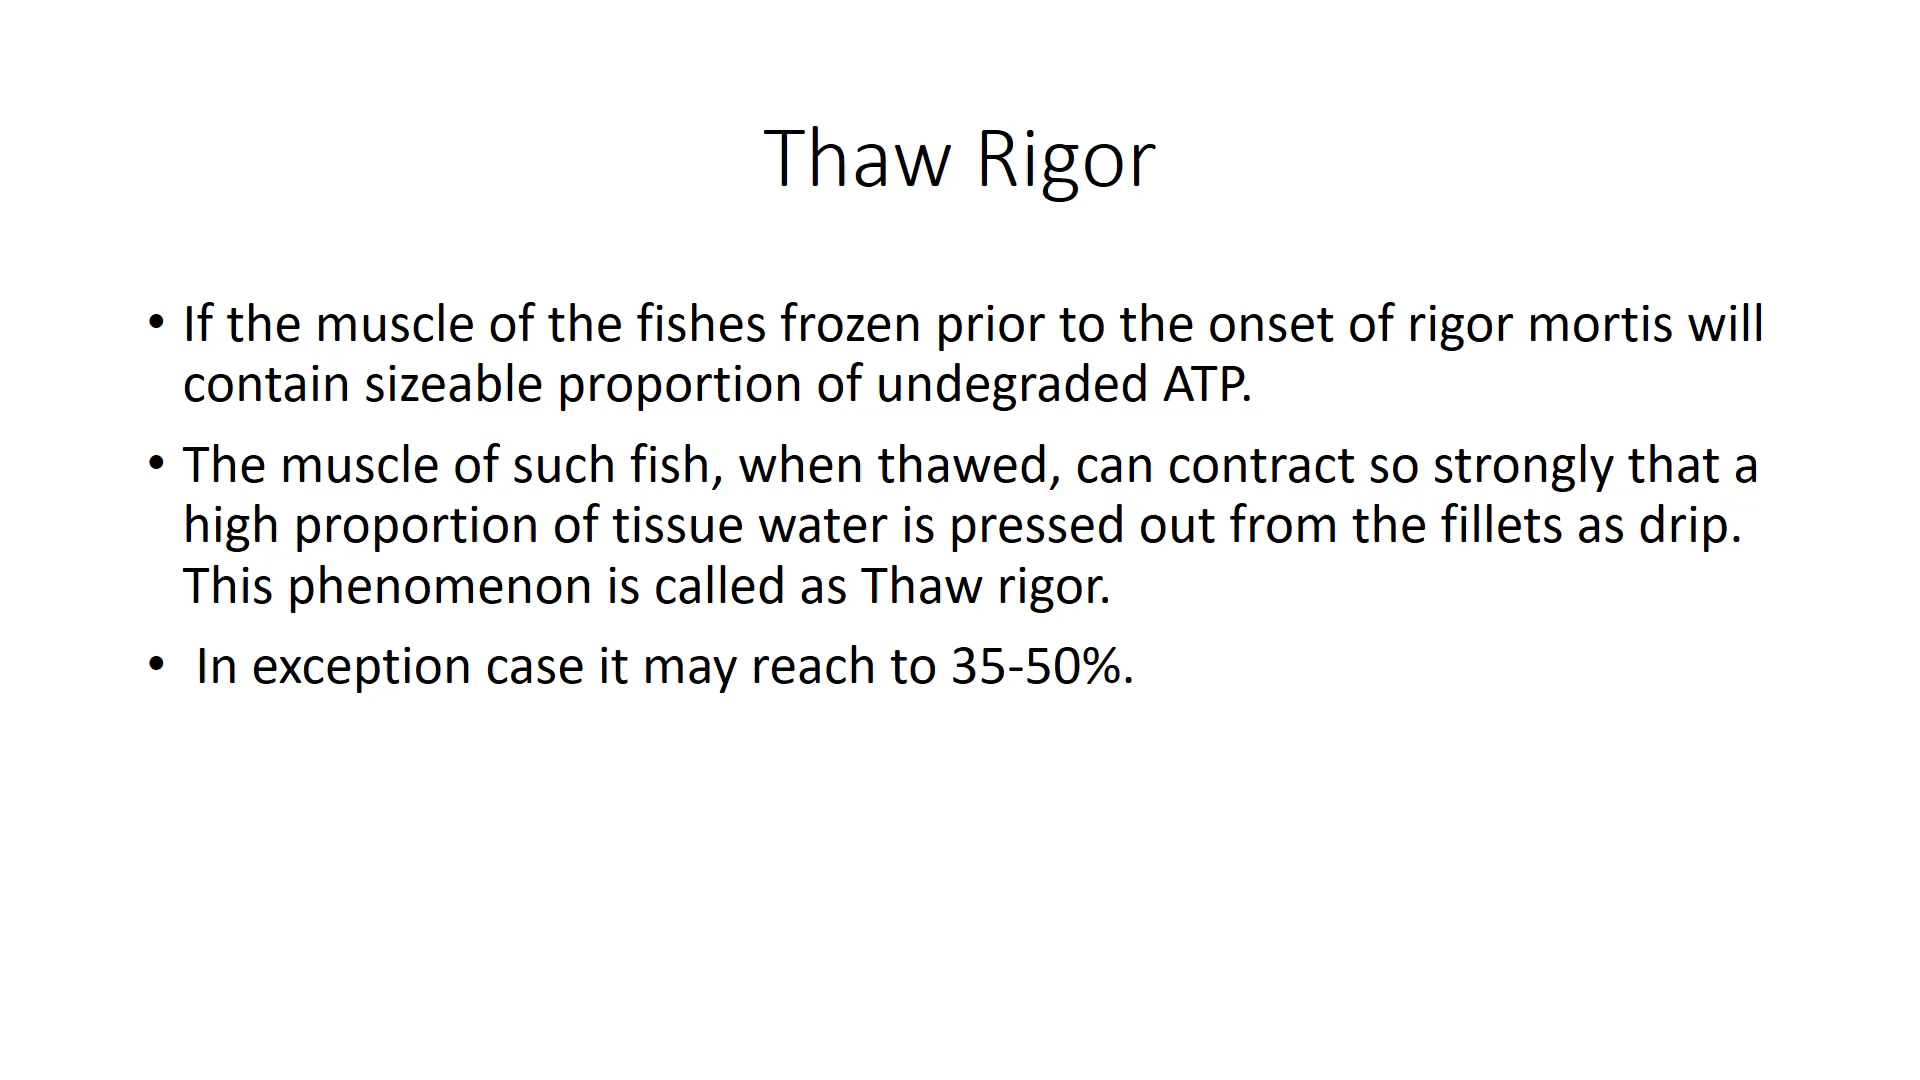 Thaw Rigor
• If the muscle of the fishes frozen prior to the onset of rigor mortis will
contain sizeable proportion of undegraded ATP.
• The muscle of such fish, when thawed, can contract so strongly that a
high proportion of tissue water is pressed out from the fillets as drip.
This phenomenon is called as Thaw rigor.
• In exception case it may reach to 35-50%.